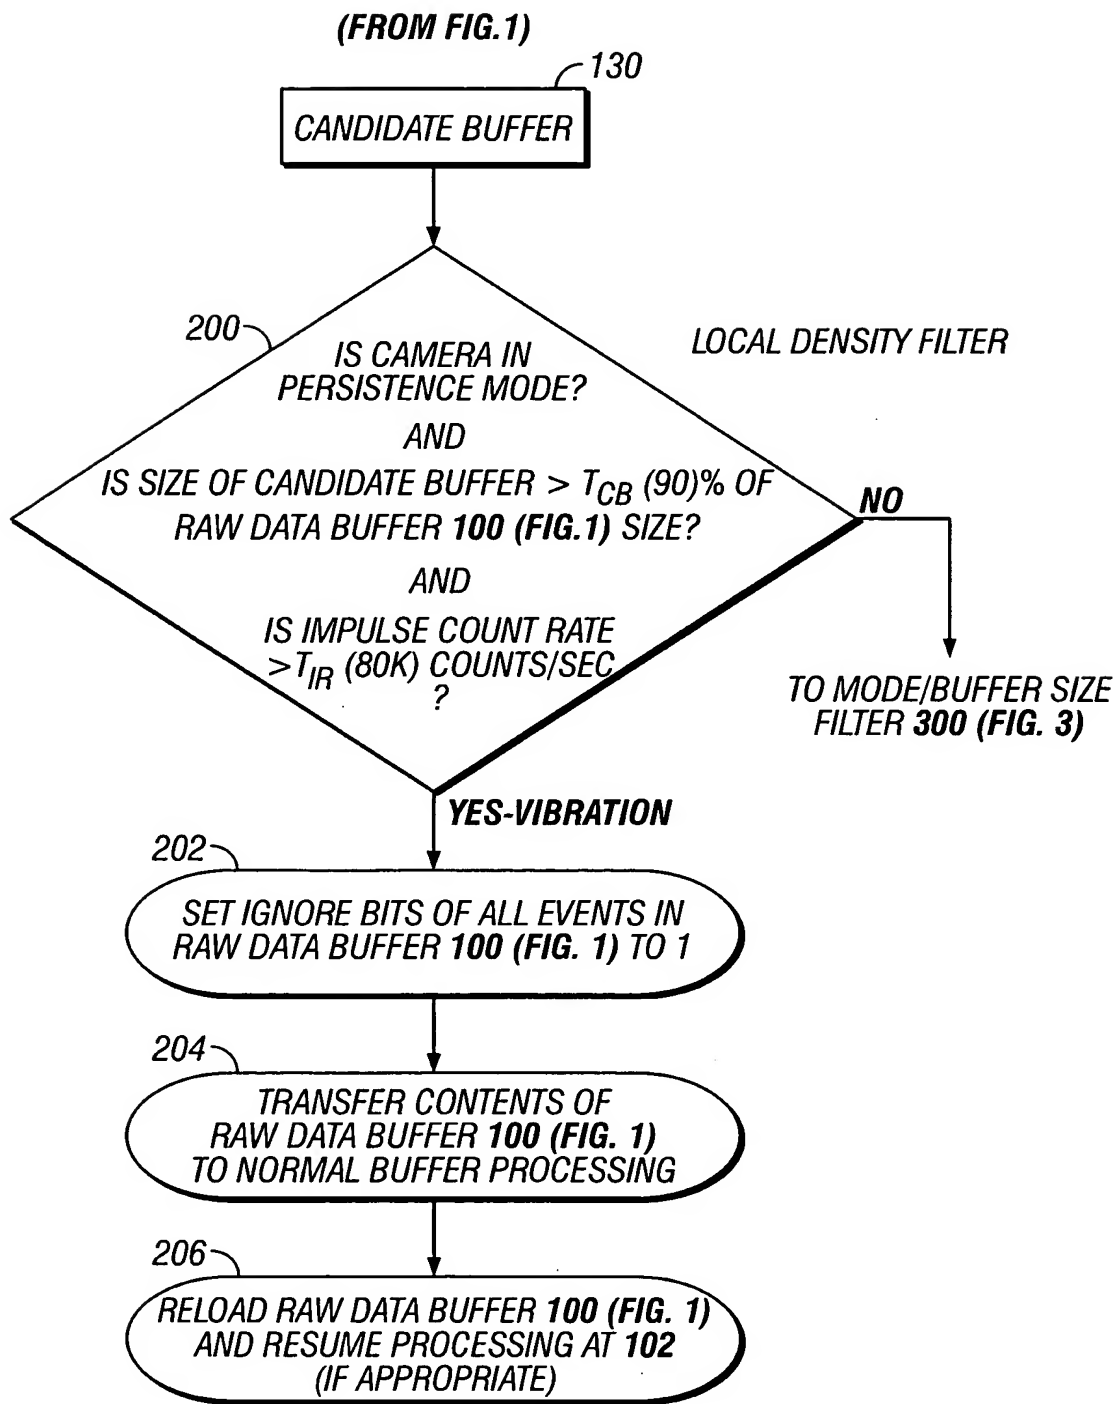 (FROM FIG.1)
130
CANDIDATE BUFFER
200
LOCAL DENSITY FILTER
IS CAMERA IN
PERSISTENCE MODE?
AND
IS SIZE OF CANDIDATE BUFFER > TCB (90)% OF
RAW DATA BUFFER 100 (FIG.1) SIZE?
NO
AND
IS IMPULSE COUNT RATE
>TIR (80K) COUNTS/SEC
?
TO MODE/BUFFER SIZE
FILTER 300 (FIG. 3)
YES-VIBRATION
202
SET IGNORE BITS OF ALL EVENTS IN
RAW DATA BUFFER 100 (FIG. 1) TO 1
204
TRANSFER CONTENTS OF
RAW DATA BUFFER 100 (FIG. 1)
TO NORMAL BUFFER PROCESSING
206
RELOAD RAW DATA BUFFER 100 (FIG. 1)
AND RESUME PROCESSING AT 102
(IF APPROPRIATE)